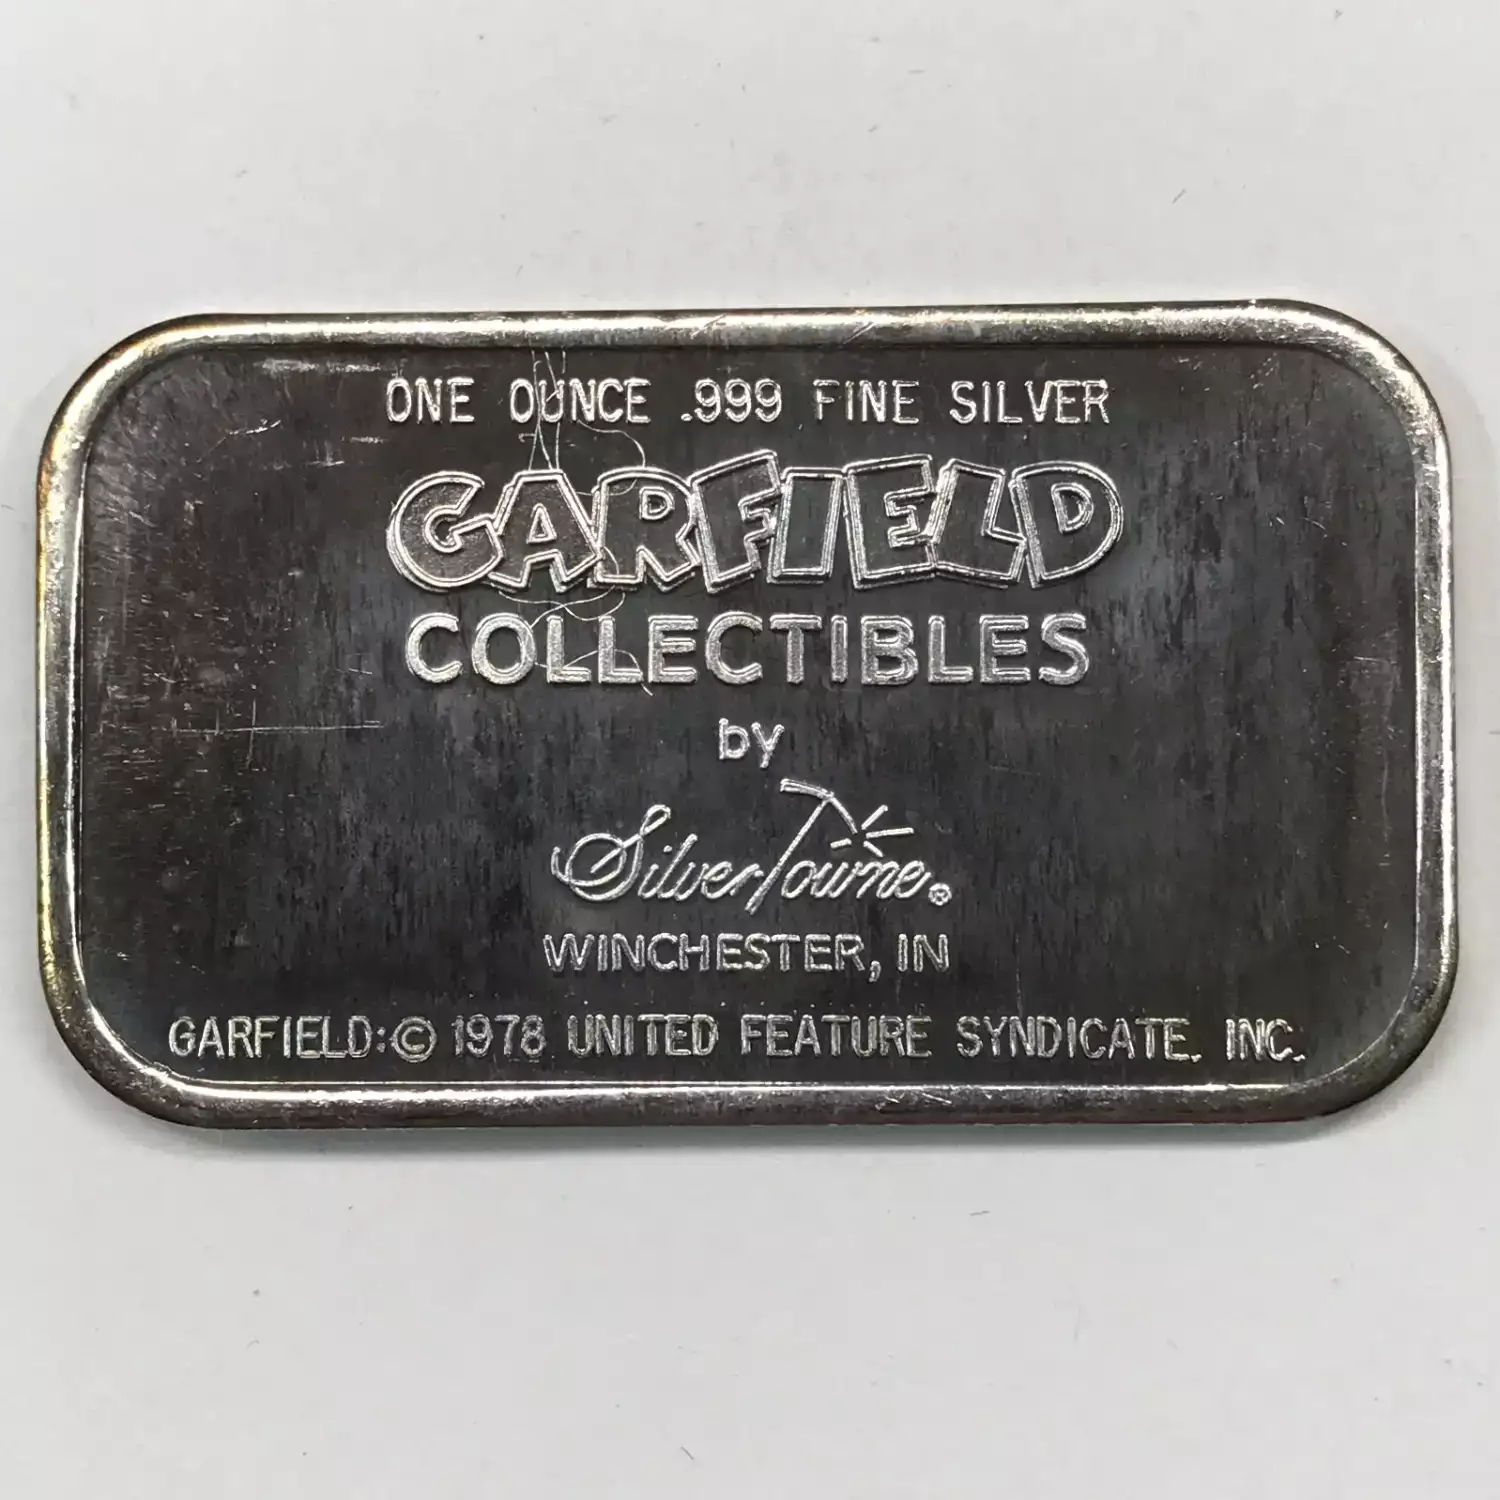 ONE OUNCE .999 FINE SILVER
GARFIELD
COLLECTIBLES
by
SilverTowne®
WINCHESTER, IN
GARFIELD:© 1978 UNITED FEATURE SYNDICATE, INC.